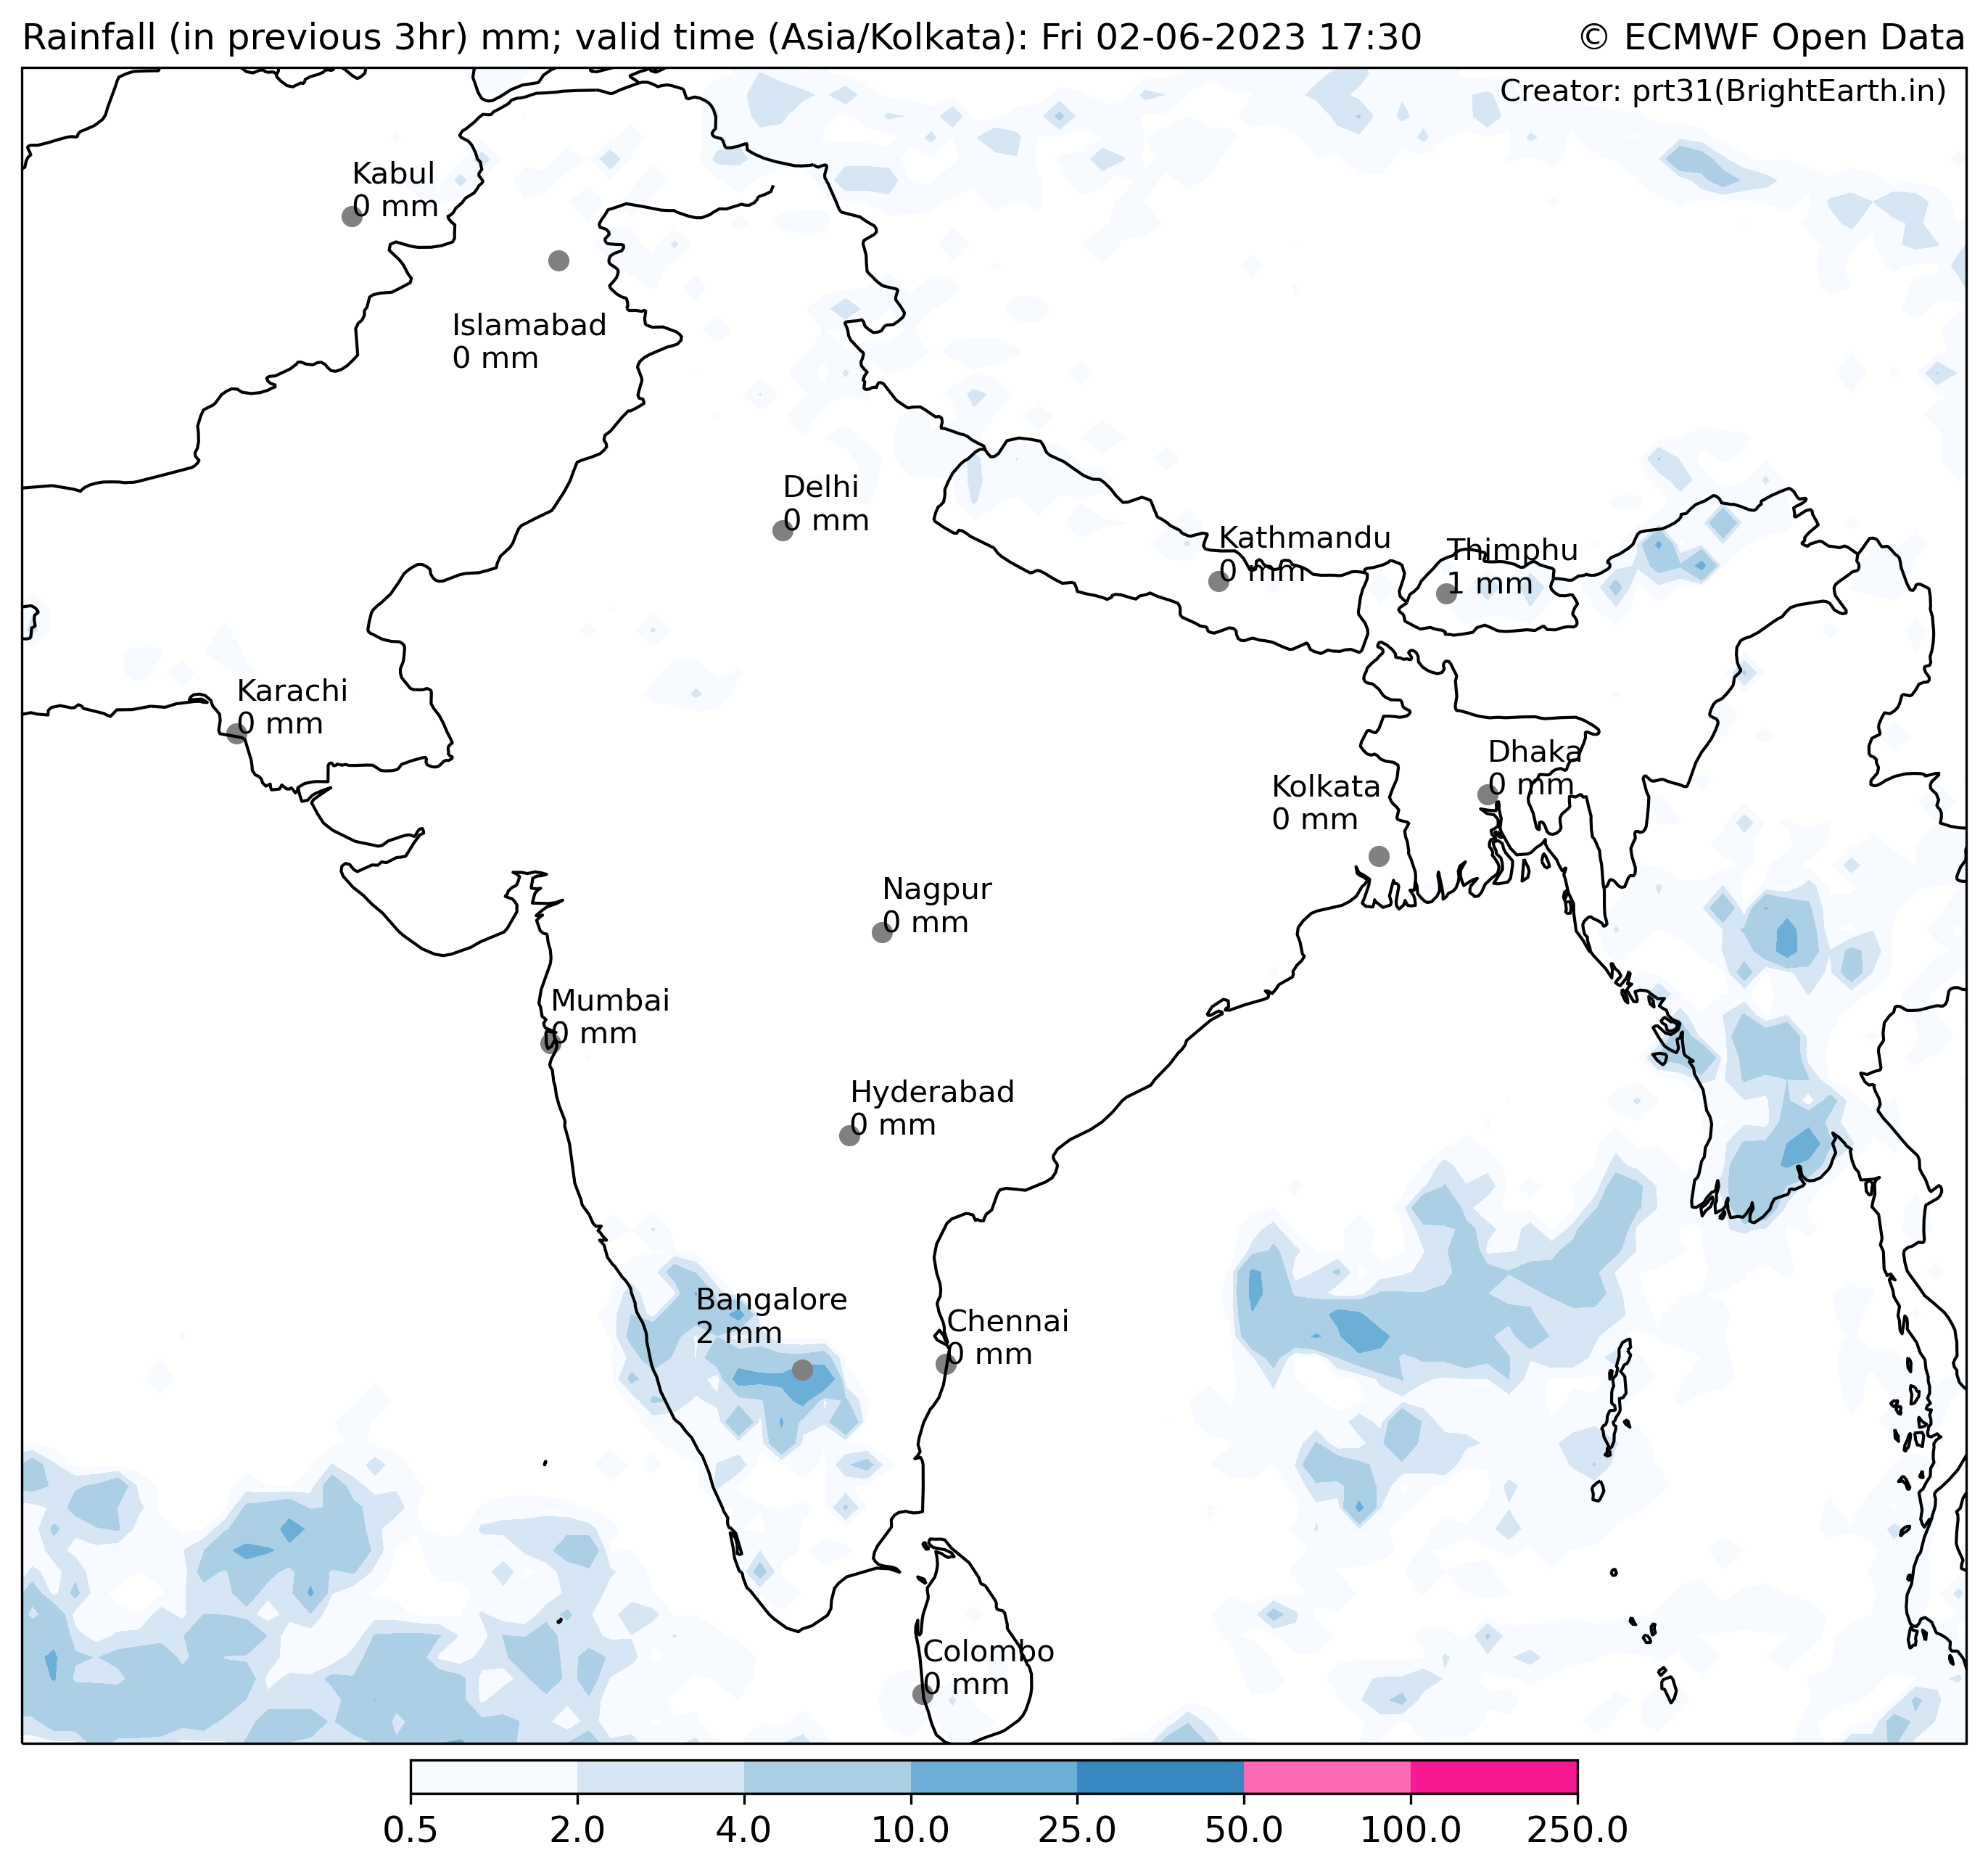 Rainfall (in previous 3hr) mm; valid time (Asia/Kolkata): Fri 02-06-2023 17:30
© ECMWF Open Data
Creator: prt31(BrightEarth.in)
Kabul
0 mm
Islamabad
0 mm
Delhi
0 mm
Kathmandu
0 mm
Thimphu
1 mm
Karachi
0 mm
Dhaka
0 mm
Kolkata
0 mm
Nagpur
0 mm
Mumbai
0 mm
Hyderabad
0 mm
Bangalore
2 mm
Chennai
0 mm
Colombo
0 mm
0.5 2.0 4.0 10.0 25.0 50.0 100.0 250.0